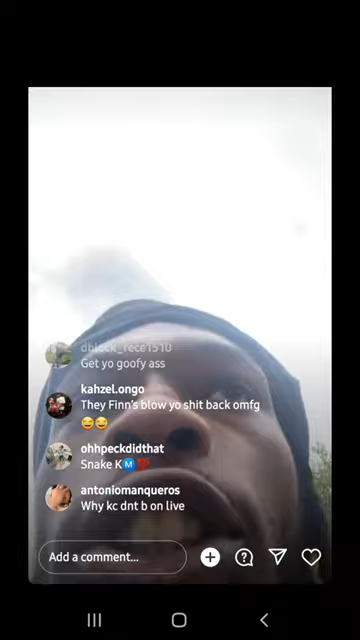 dblock_rece1510
Get yo goofy ass
kahzel.ongo
They Finn's blow yo shit back omfg
😅😅
ohhpeckdidthat
Snake KⓂ️💯
antoniomanqueros
Why kc dnt b on live
Add a comment...